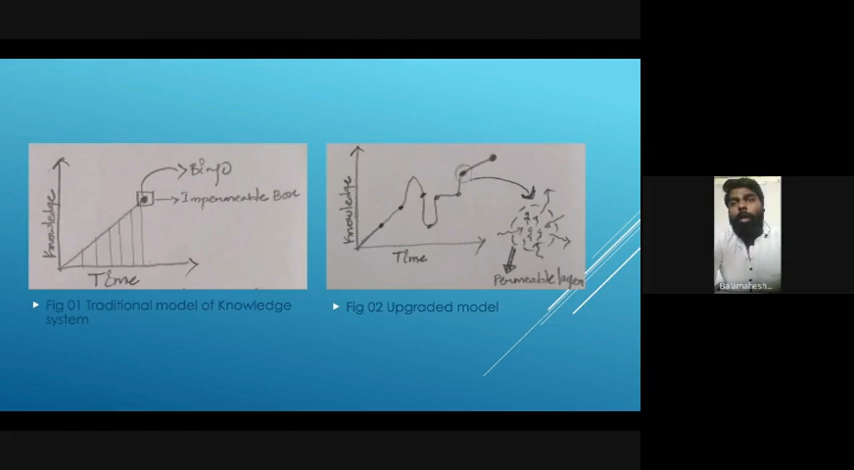 Knowledge
Time
Impermeable Box
Knowledge
Time
Permeable layer
Fig 01 Traditional model of Knowledge
system
Fig 02 Upgraded model
Balamahesh...